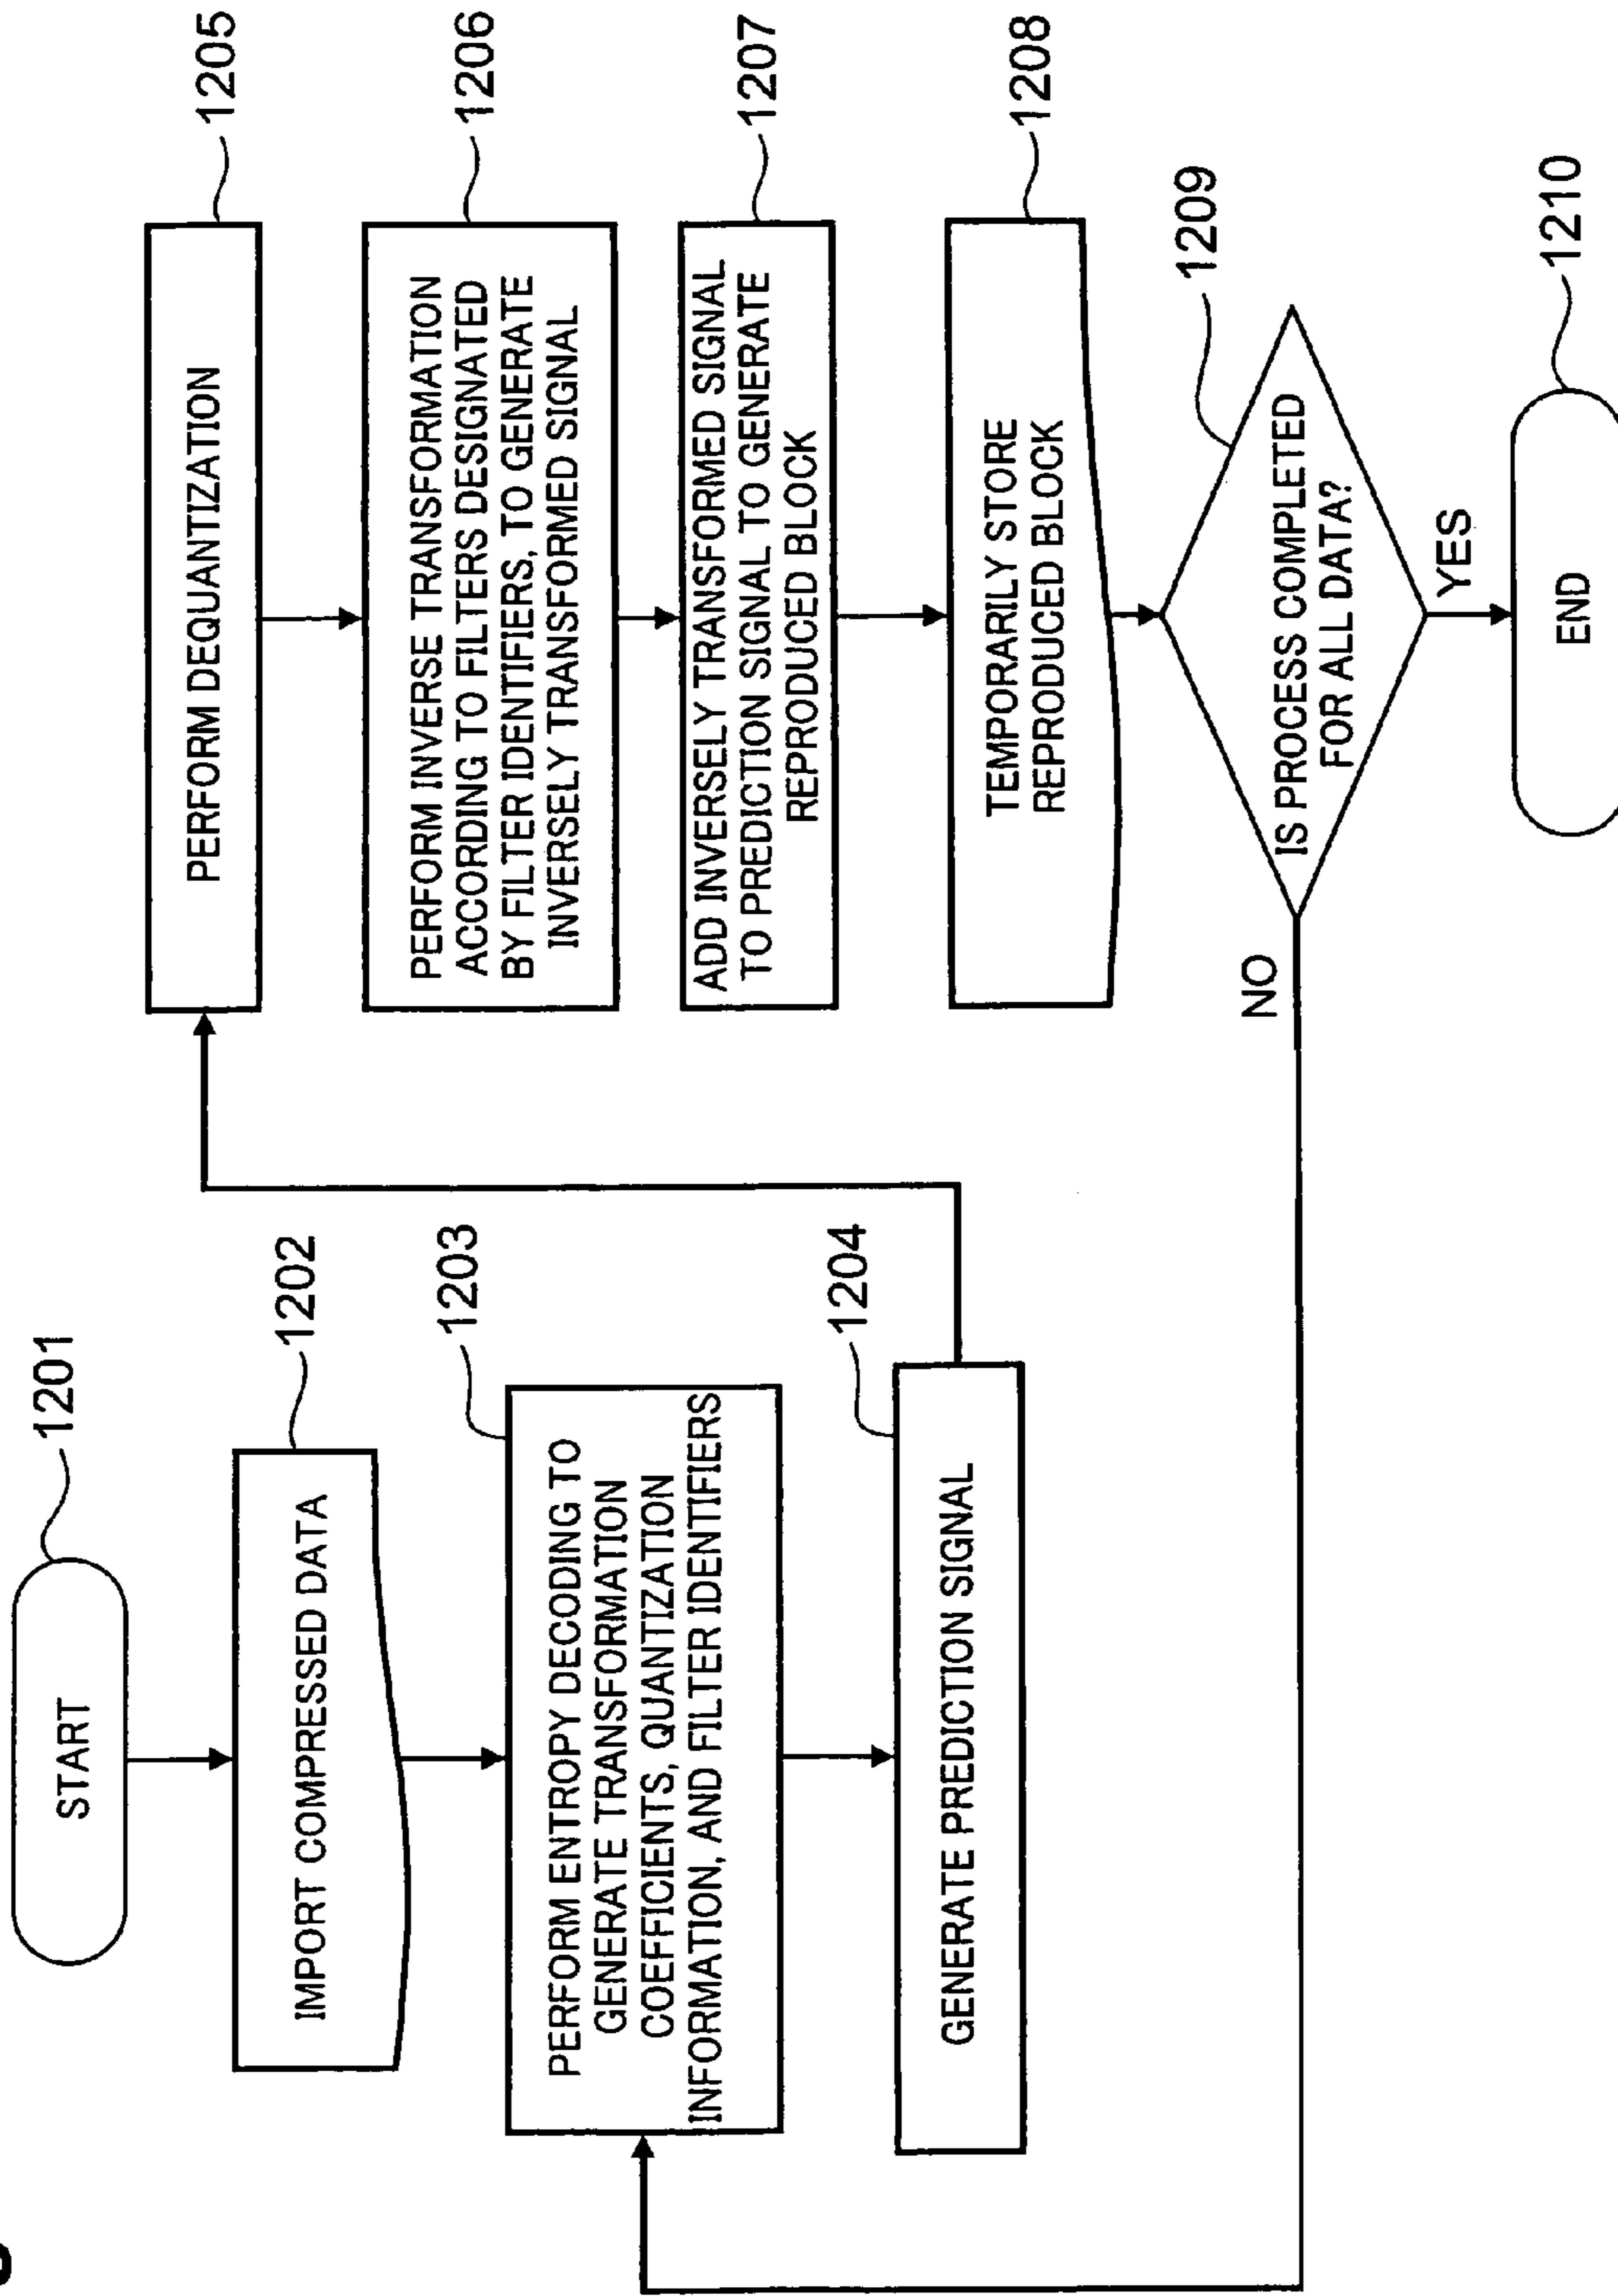 START
1201
IMPORT COMPRESSED DATA
1202
PERFORM ENTROPY DECODING TO
GENERATE TRANSFORMATION
COEFFICIENTS, QUANTIZATION
INFORMATION, AND FILTER IDENTIFIERS
1203
GENERATE PREDICTION SIGNAL
1204
PERFORM DEQUANTIZATION
1205
PERFORM INVERSE TRANSFORMATION
ACCORDING TO FILTERS DESIGNATED
BY FILTER IDENTIFIERS, TO GENERATE
INVERSELY TRANSFORMED SIGNAL
1206
ADD INVERSELY TRANSFORMED SIGNAL
TO PREDICTION SIGNAL TO GENERATE
REPRODUCED BLOCK
1207
TEMPORARILY STORE
REPRODUCED BLOCK
1208
IS PROCESS COMPLETED
FOR ALL DATA?
1209
NO
YES
END
1210